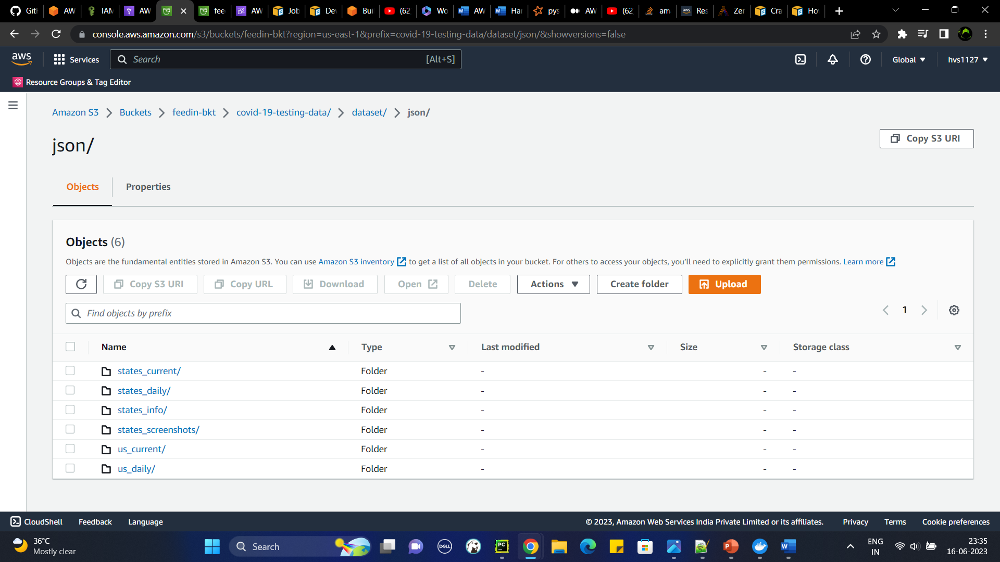 Git
AW
IAM
AW
fee
AW
Job
De
Bui
(62
Wo
AW
Har
pys
AW
(62
am
Res
Zer
Cra
Ho
console.aws.amazon.com/s3/buckets/feedin-bkt?region=us-east-1&prefix=covid-19-testing-data/dataset/json/&showversions=false
aws
Services
Search
[Alt+S]
Global
hvs1127
Resource Groups & Tag Editor
Amazon S3
Buckets
feedin-bkt
covid-19-testing-data/
dataset/
json/
json/
Copy S3 URI
Objects
Properties
Objects (6)
Objects are the fundamental entities stored in Amazon S3. You can use Amazon S3 inventory to get a list of all objects in your bucket. For others to access your objects, you'll need to explicitly grant them permissions. Learn more
Copy S3 URI
Copy URL
Download
Open
Delete
Actions
Create folder
Upload
Find objects by prefix
1
Name Type Last modified Size Storage class
states_current/ Folder - - -
states_daily/ Folder - - -
states_info/ Folder - - -
states_screenshots/ Folder - - -
us_current/ Folder - - -
us_daily/ Folder - - -
CloudShell
Feedback
Language
© 2023, Amazon Web Services India Private Limited or its affiliates.
Privacy
Terms
Cookie preferences
36°C
Mostly clear
Search
DELL
PC
ENG
IN
23:35
16-06-2023